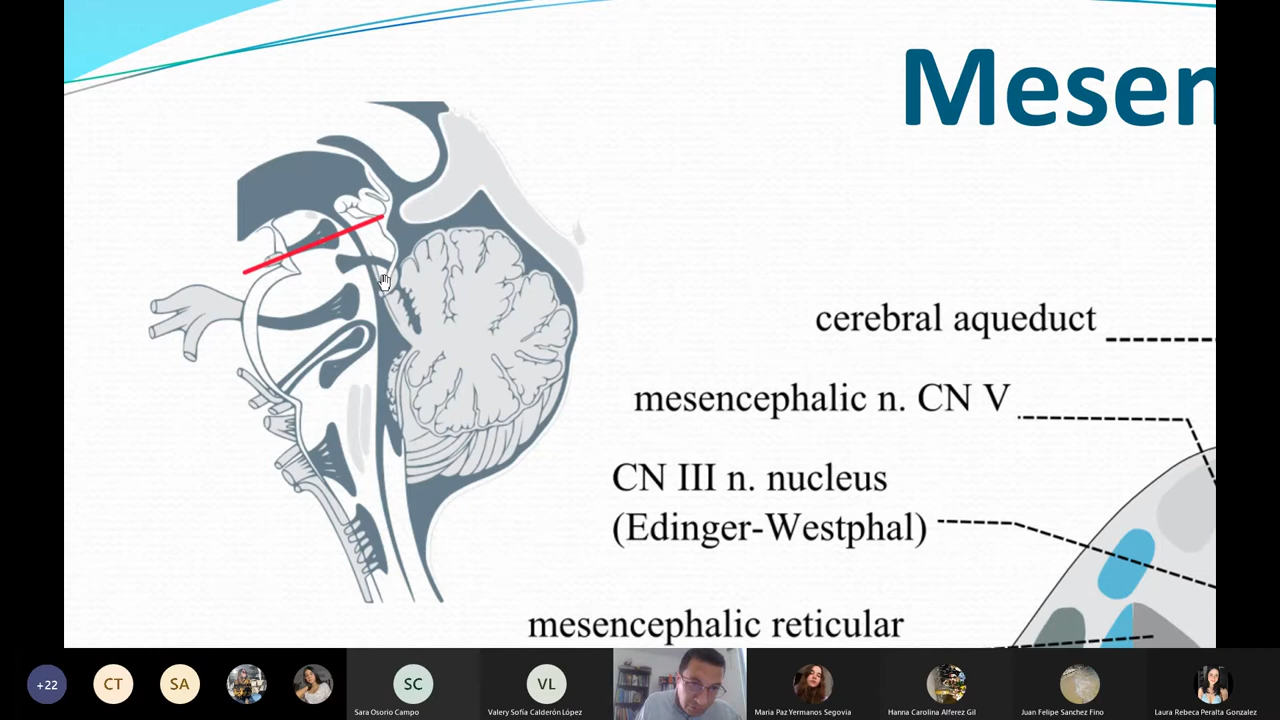 Mesen
cerebral aqueduct
mesencephalic n. CN V
CN III n. nucleus
(Edinger-Westphal)
mesencephalic reticular
+22
CT
SA
SC
VL
Sara Osorio Campo
Valery Sofía Calderón López
Maria Paz Yermanos Segovia
Hanna Carolina Alferez Gil
Juan Felipe Sanchez Fino
Laura Rebeca Peralta Gonzalez